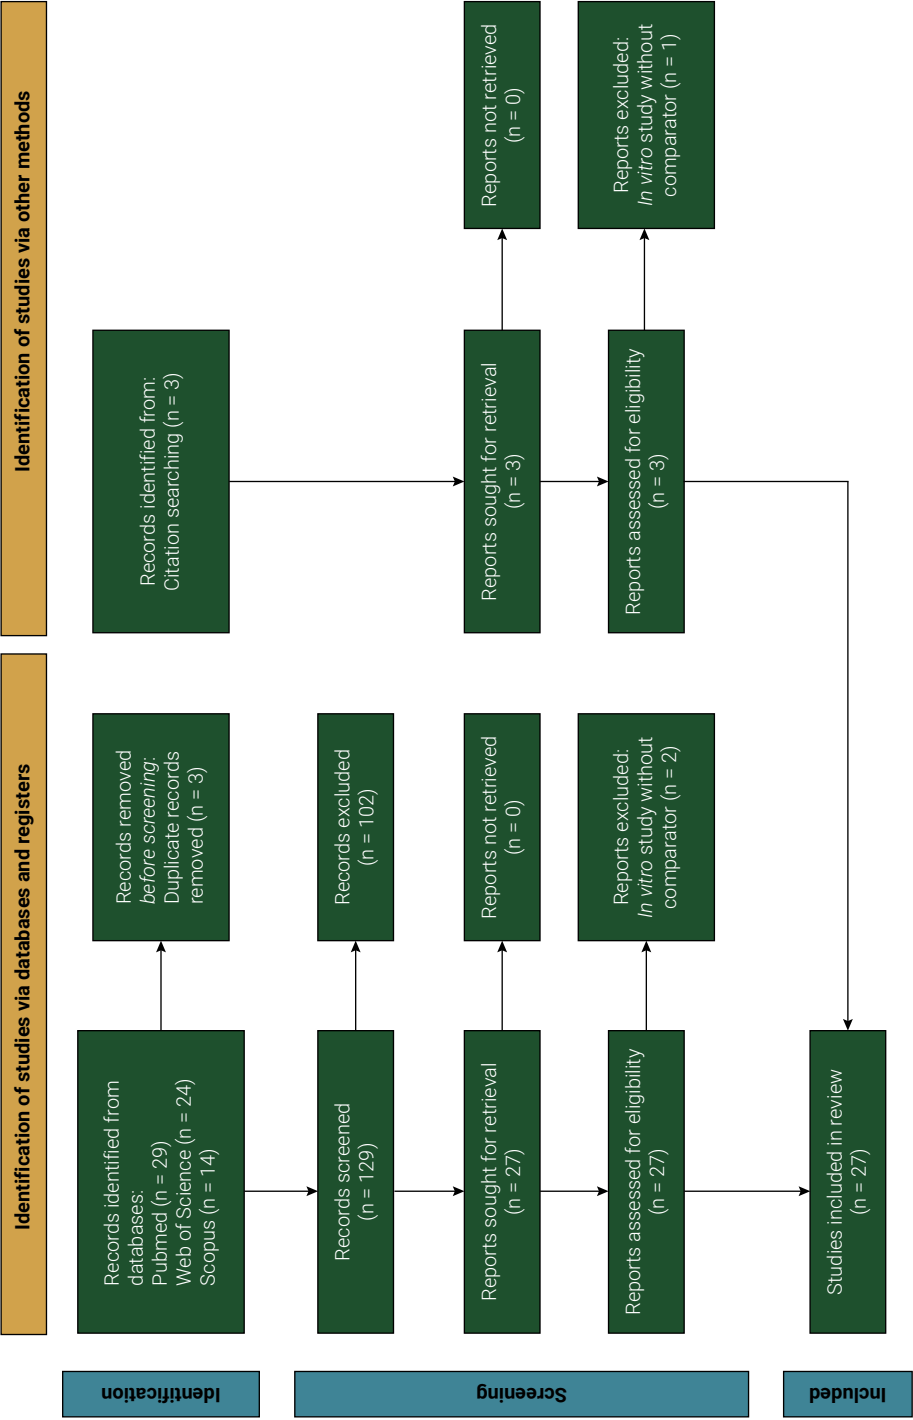 Identification of studies via databases and registers
Identification of studies via other methods
Identification
Records identified from
databases:
Pubmed (n = 29)
Web of Science (n = 24)
Scopus (n = 14)
Records removed
before screening:
Duplicate records
removed (n = 3)
Records identified from:
Citation searching (n = 3)
Screening
Records screened
(n = 129)
Records excluded
(n = 102)
Reports sought for retrieval
(n = 27)
Reports not retrieved
(n = 0)
Reports sought for retrieval
(n = 3)
Reports not retrieved
(n = 0)
Reports assessed for eligibility
(n = 27)
Reports excluded:
In vitro study without
comparator (n = 2)
Reports assessed for eligibility
(n = 3)
Reports excluded:
In vitro study without
comparator (n = 1)
Included
Studies included in review
(n = 27)